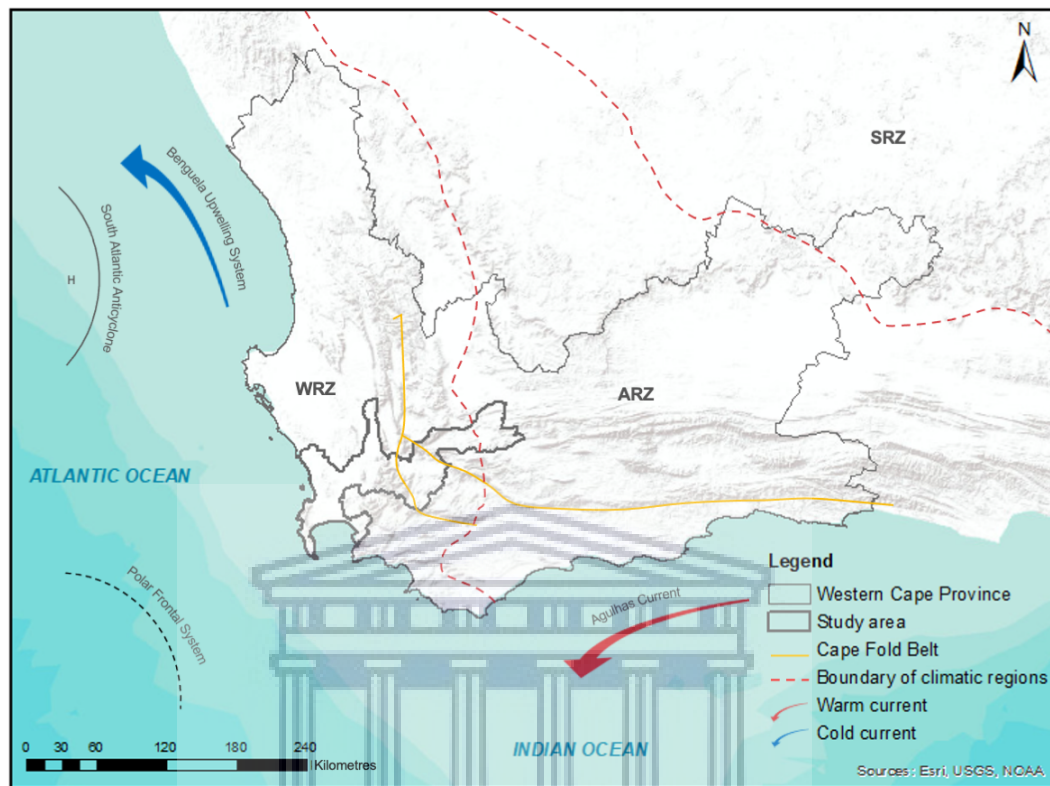 N
SRZ
Benguela Upwelling System
South Atlantic Anticyclone
H
WRZ
ARZ
ATLANTIC OCEAN
Polar Frontal System
Agulhas Current
INDIAN OCEAN
Legend
Western Cape Province
Study area
Cape Fold Belt
Boundary of climatic regions
Warm current
Cold current
0 30 60 120 180 240
Kilometres
Sources: Esri, USGS, NOAA